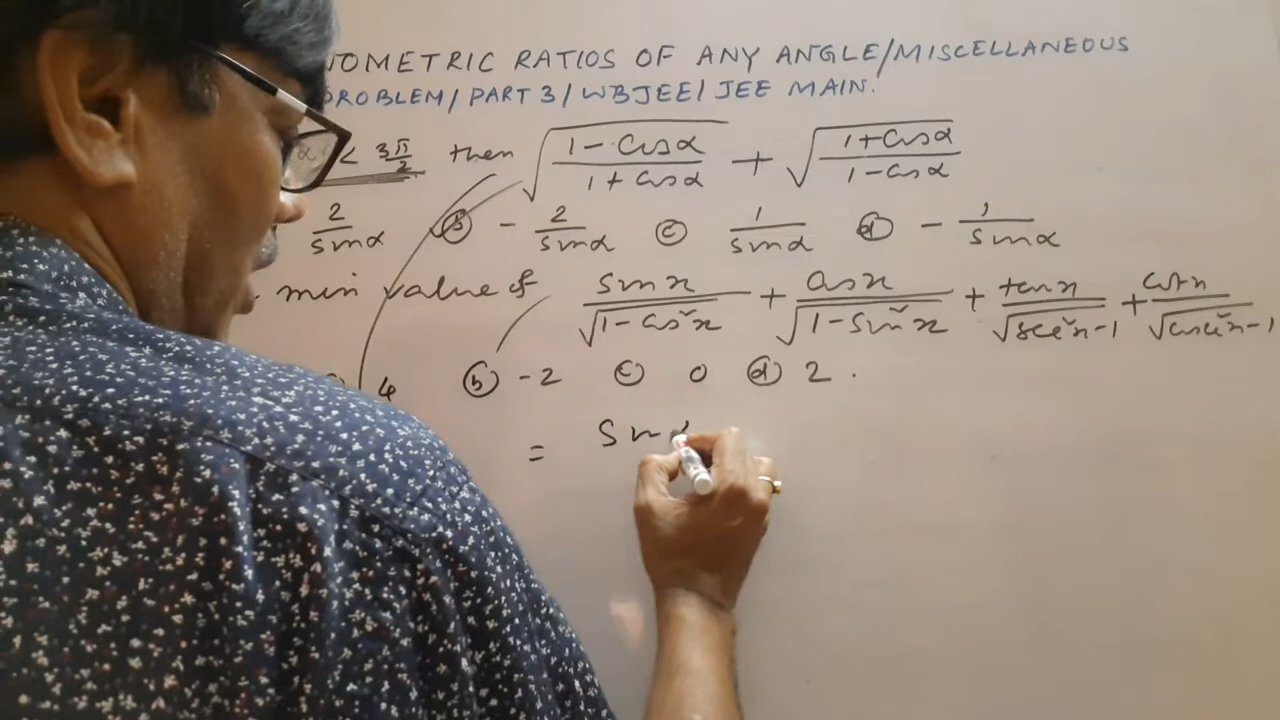 NOMETRIC RATIOS OF ANY ANGLE/MISCELLANEOUS
PROBLEM/ PART 3/ WBJEE/ JEE MAIN.
α < 3π/2 then √((1-cosα)/(1+cosα)) + √((1+cosα)/(1-cosα))
2/sinα (b) - 2/sinα (c) 1/sinα (d) - 1/sinα
min value of sinx/√(1-cos²x) + cosx/√(1-sin²x) + tanx/√(sec²x-1) + cotx/√(cosec²x-1)
4 (b) -2 (c) 0 (d) 2.
= sin